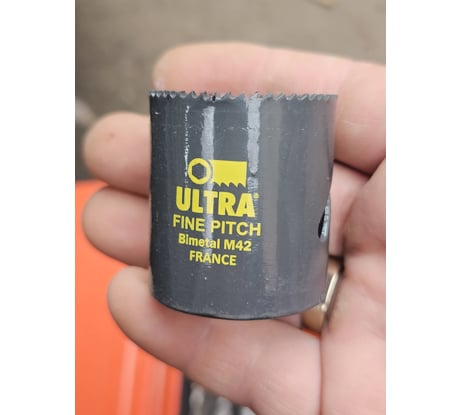 ULTRA
FINE PITCH
Bimetal M42
FRANCE